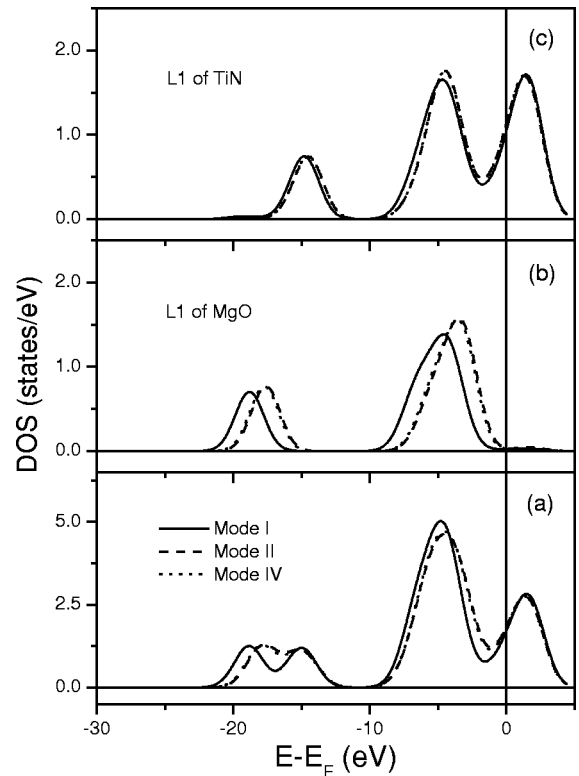 (c)
L1 of TiN
2.0
1.0
0.0
(b)
L1 of MgO
2.0
1.0
0.0
DOS (states/eV)
(a)
Mode I
Mode II
Mode IV
5.0
2.5
0.0
-30 -20 -10 0
E-E_F (eV)